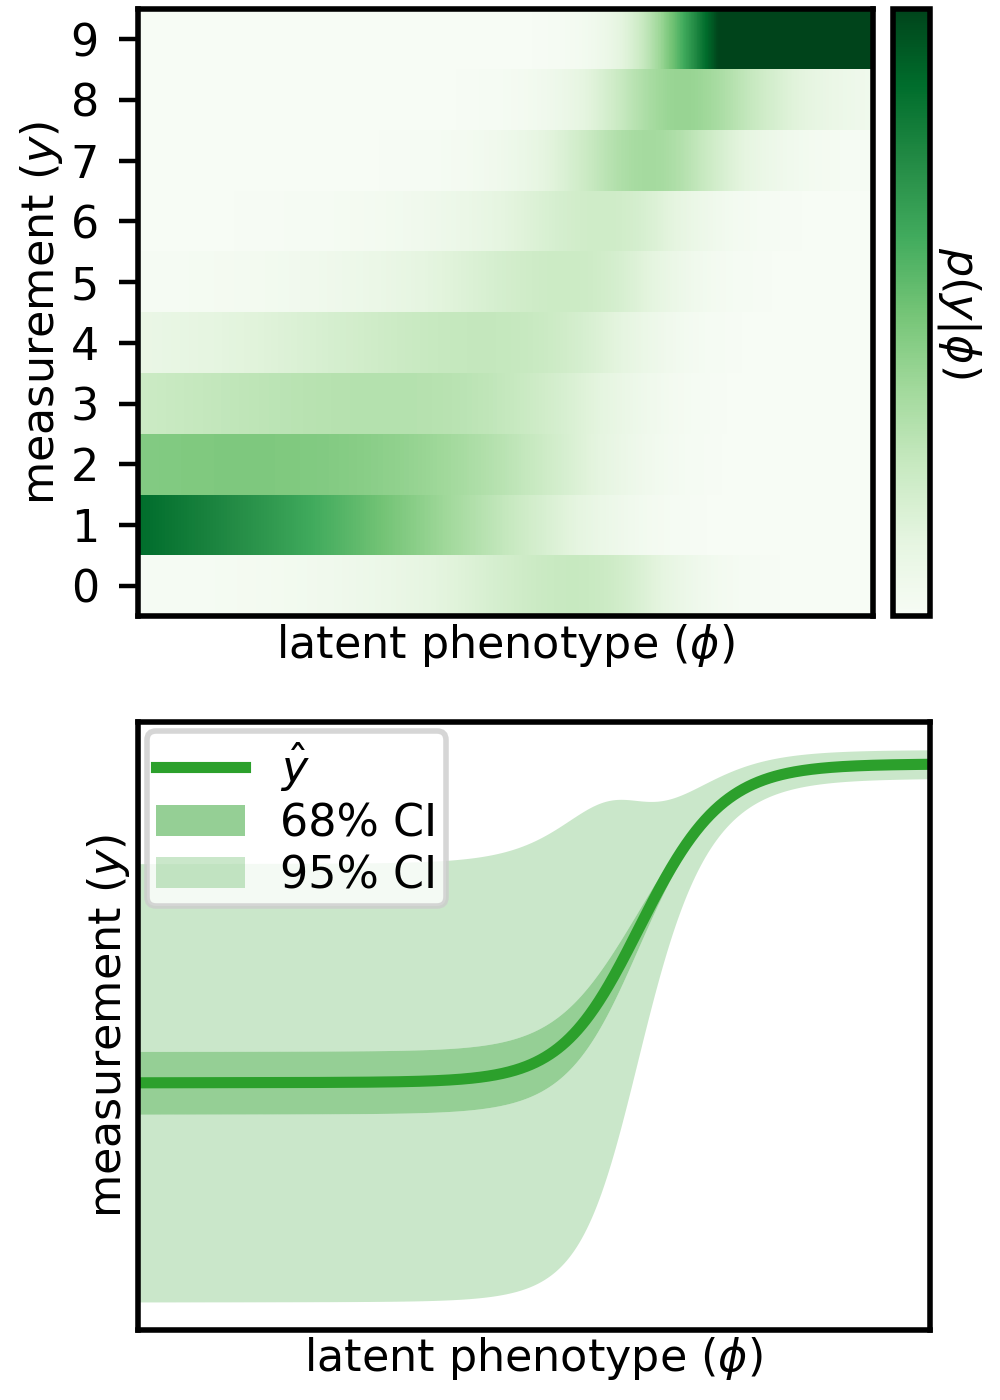 9
8
7
6
5
4
3
2
1
0
measurement (y)
latent phenotype (ϕ)
p(y|ϕ)
ŷ
68% CI
95% CI
measurement (y)
latent phenotype (ϕ)